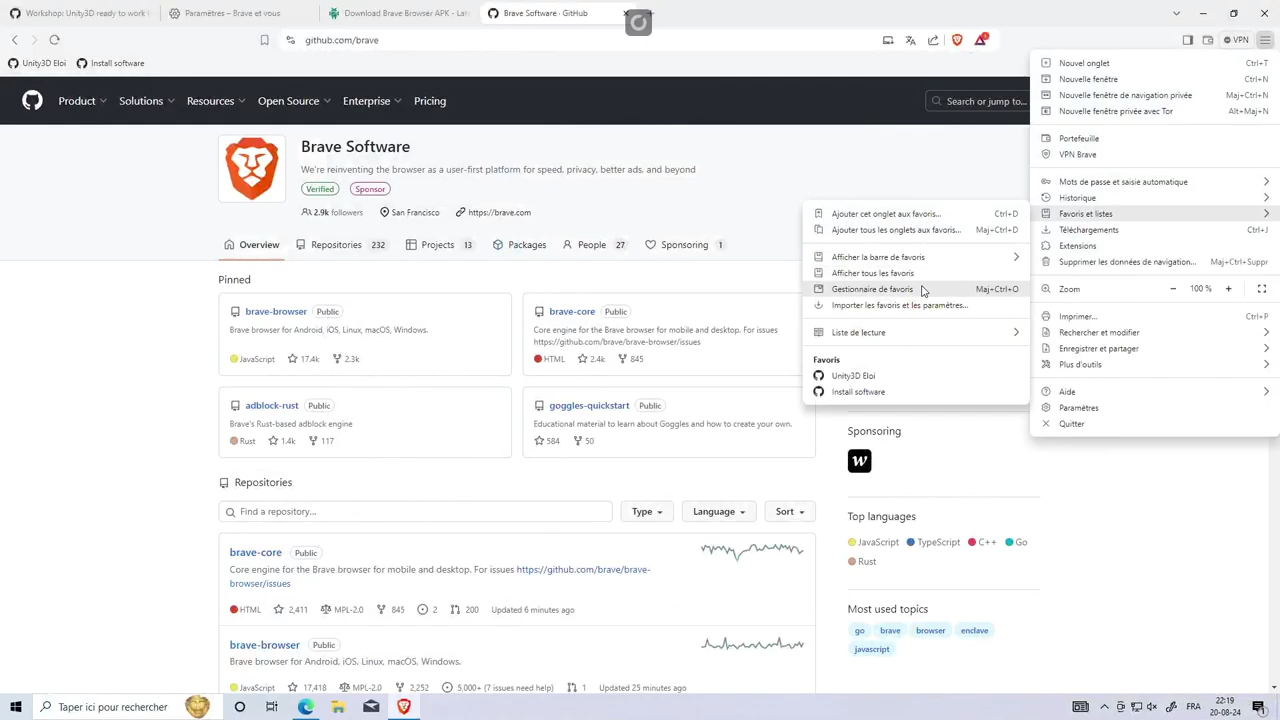 Workshop: Unity3D ready to work
Paramètres – Brave et vous
Download Brave Browser APK - Late
Brave Software · GitHub
github.com/brave
VPN
Unity3D Eloi
Install software
Product
Solutions
Resources
Open Source
Enterprise
Pricing
Search or jump to...
Brave Software
We're reinventing the browser as a user-first platform for speed, privacy, better ads, and beyond
Verified
Sponsor
2.9k followers
San Francisco
https://brave.com
Overview
Repositories 232
Projects 13
Packages
People 27
Sponsoring 1
Pinned
brave-browser Public
Brave browser for Android, iOS, Linux, macOS, Windows.
JavaScript 17.4k 2.3k
brave-core Public
Core engine for the Brave browser for mobile and desktop. For issues
https://github.com/brave/brave-browser/issues
HTML 2.4k 845
adblock-rust Public
Brave's Rust-based adblock engine
Rust 1.4k 117
goggles-quickstart Public
Educational material to learn about Goggles and how to create your own.
584 50
Repositories
Find a repository...
Type
Language
Sort
brave-core Public
Core engine for the Brave browser for mobile and desktop. For issues https://github.com/brave/brave-
browser/issues
HTML 2,411 MPL-2.0 845 2 200 Updated 6 minutes ago
brave-browser Public
Brave browser for Android, iOS, Linux, macOS, Windows.
JavaScript 17,418 MPL-2.0 2,252 5,000+ (7 issues need help) 1 Updated 25 minutes ago
Sponsoring
w
Top languages
JavaScript TypeScript C++ Go
Rust
Most used topics
go brave browser enclave
javascript
Ajouter cet onglet aux favoris... Ctrl+D
Ajouter tous les onglets aux favoris... Maj+Ctrl+D
Afficher la barre de favoris
Afficher tous les favoris
Gestionnaire de favoris Maj+Ctrl+O
Importer les favoris et les paramètres...
Liste de lecture
Favoris
Unity3D Eloi
Install software
Nouvel onglet Ctrl+T
Nouvelle fenêtre Ctrl+N
Nouvelle fenêtre de navigation privée Maj+Ctrl+N
Nouvelle fenêtre privée avec Tor Alt+Maj+N
Portefeuille
VPN Brave
Mots de passe et saisie automatique
Historique
Favoris et listes
Téléchargements Ctrl+J
Extensions
Supprimer les données de navigation... Maj+Ctrl+Suppr
Zoom − 100 % +
Imprimer... Ctrl+P
Rechercher et modifier
Enregistrer et partager
Plus d'outils
Aide
Paramètres
Quitter
Taper ici pour rechercher
FRA
22:19
20-08-24